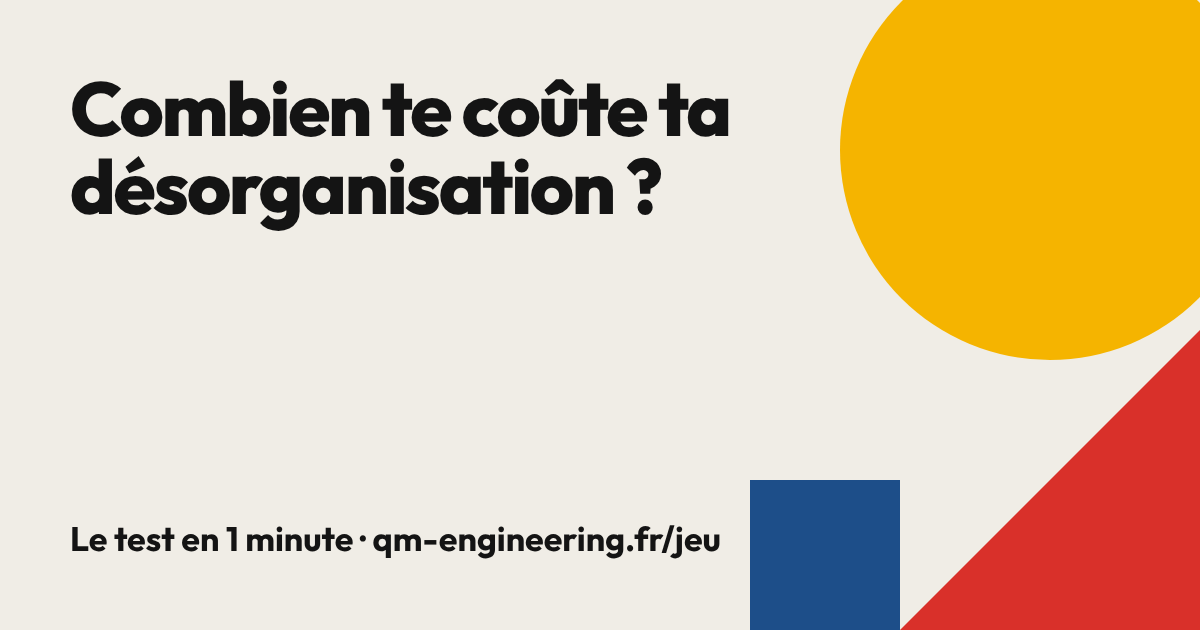 Combien te coûte ta
désorganisation ?
Le test en 1 minute · qm-engineering.fr/jeu